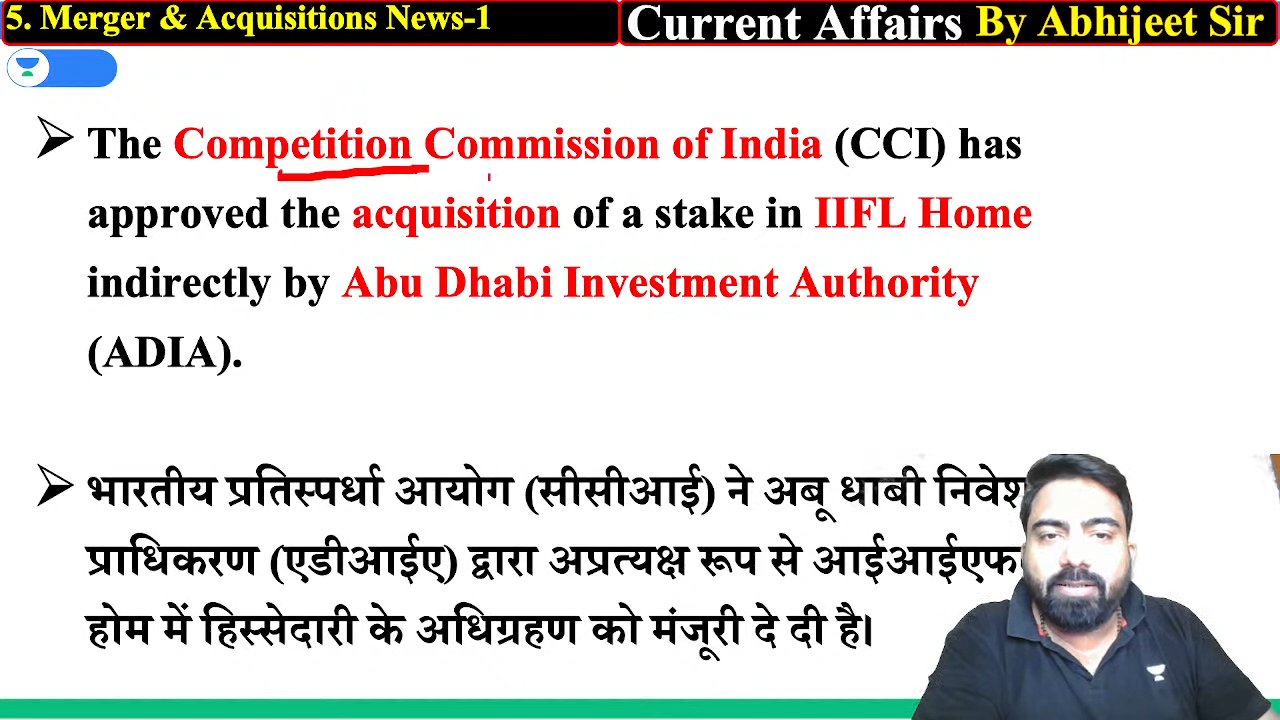 5. Merger & Acquisitions News-1
Current Affairs By Abhijeet Sir
The Competition Commission of India (CCI) has
approved the acquisition of a stake in IIFL Home
indirectly by Abu Dhabi Investment Authority
(ADIA).
भारतीय प्रतिस्पर्धा आयोग (सीसीआई) ने अबू धाबी निवेश
प्राधिकरण (एडीआईए) द्वारा अप्रत्यक्ष रूप से
होम में हिस्सेदारी के अधिग्रहण को मंजूरी दे दी है।